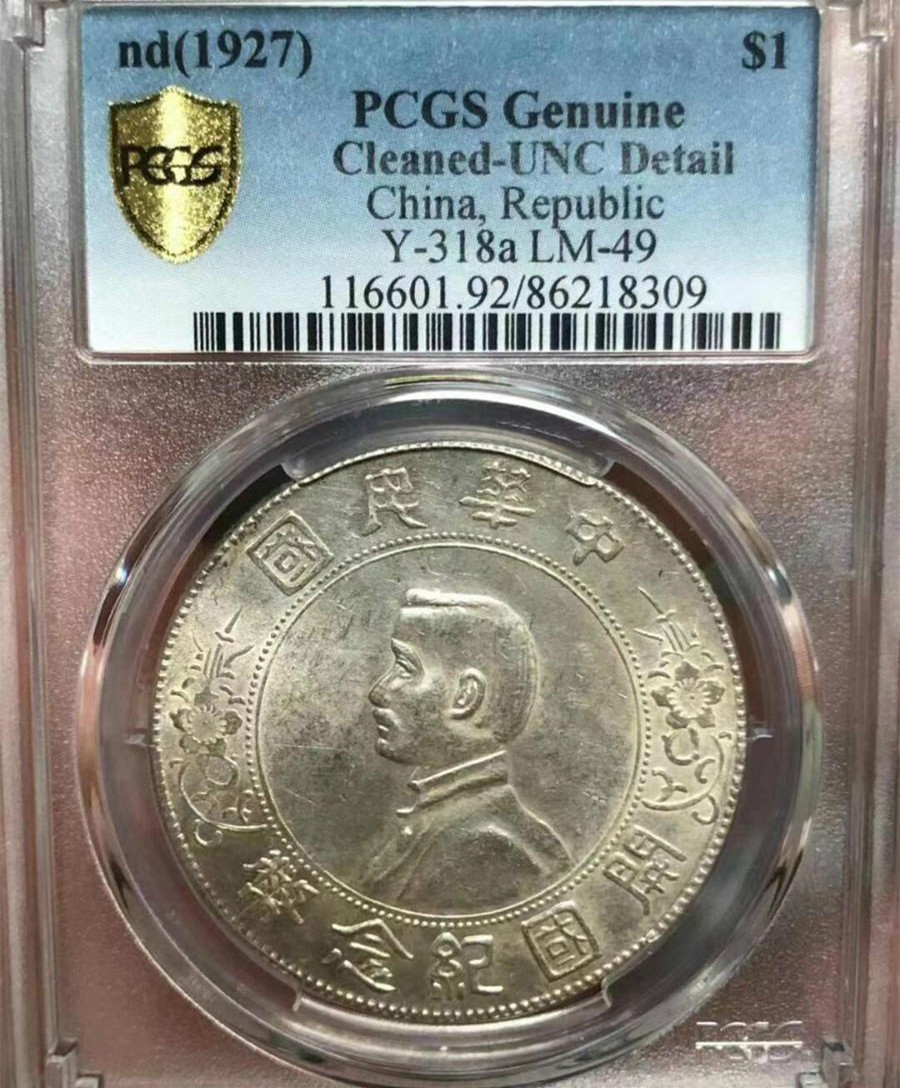 nd(1927) $1
PCGS
PCGS Genuine
Cleaned-UNC Detail
China, Republic
Y-318a LM-49
116601.92/86218309
中華民國
開國紀念幣
PCGS